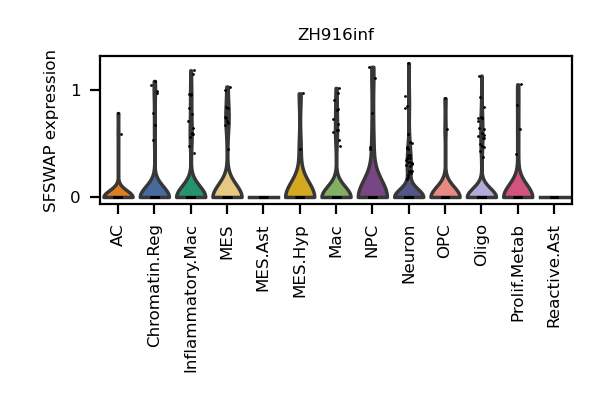 ZH916inf
SFSWAP expression
1
0
AC
Chromatin.Reg
Inflammatory.Mac
MES
MES.Ast
MES.Hyp
Mac
NPC
Neuron
OPC
Oligo
Prolif.Metab
Reactive.Ast